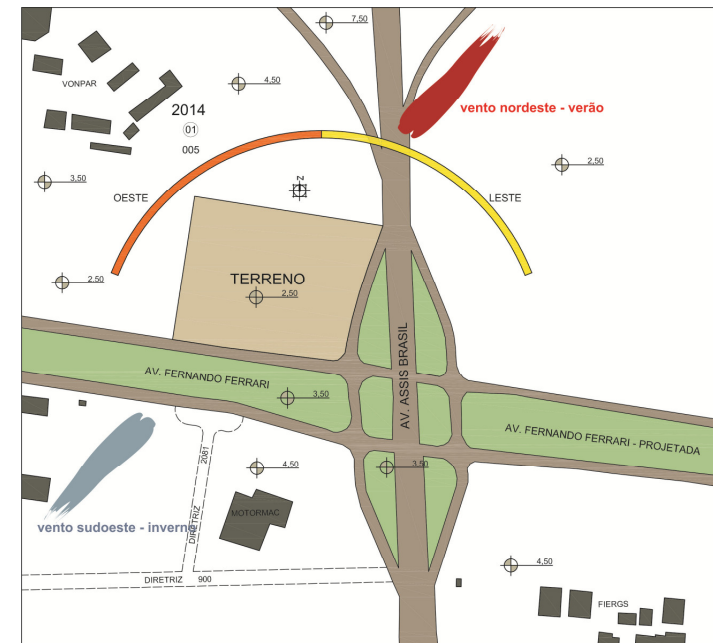 7,50
VONPAR
4,50
2014
01
005
vento nordeste - verão
2,50
3,50
OESTE
N
LESTE
TERRENO
2,50
2,50
AV. FERNANDO FERRARI
3,50
AV. ASSIS BRASIL
AV. FERNANDO FERRARI - PROJETADA
DIRETRIZ 2081
4,50
3,50
MOTORMAC
vento sudoeste - inverno
DIRETRIZ 900
4,50
FIERGS